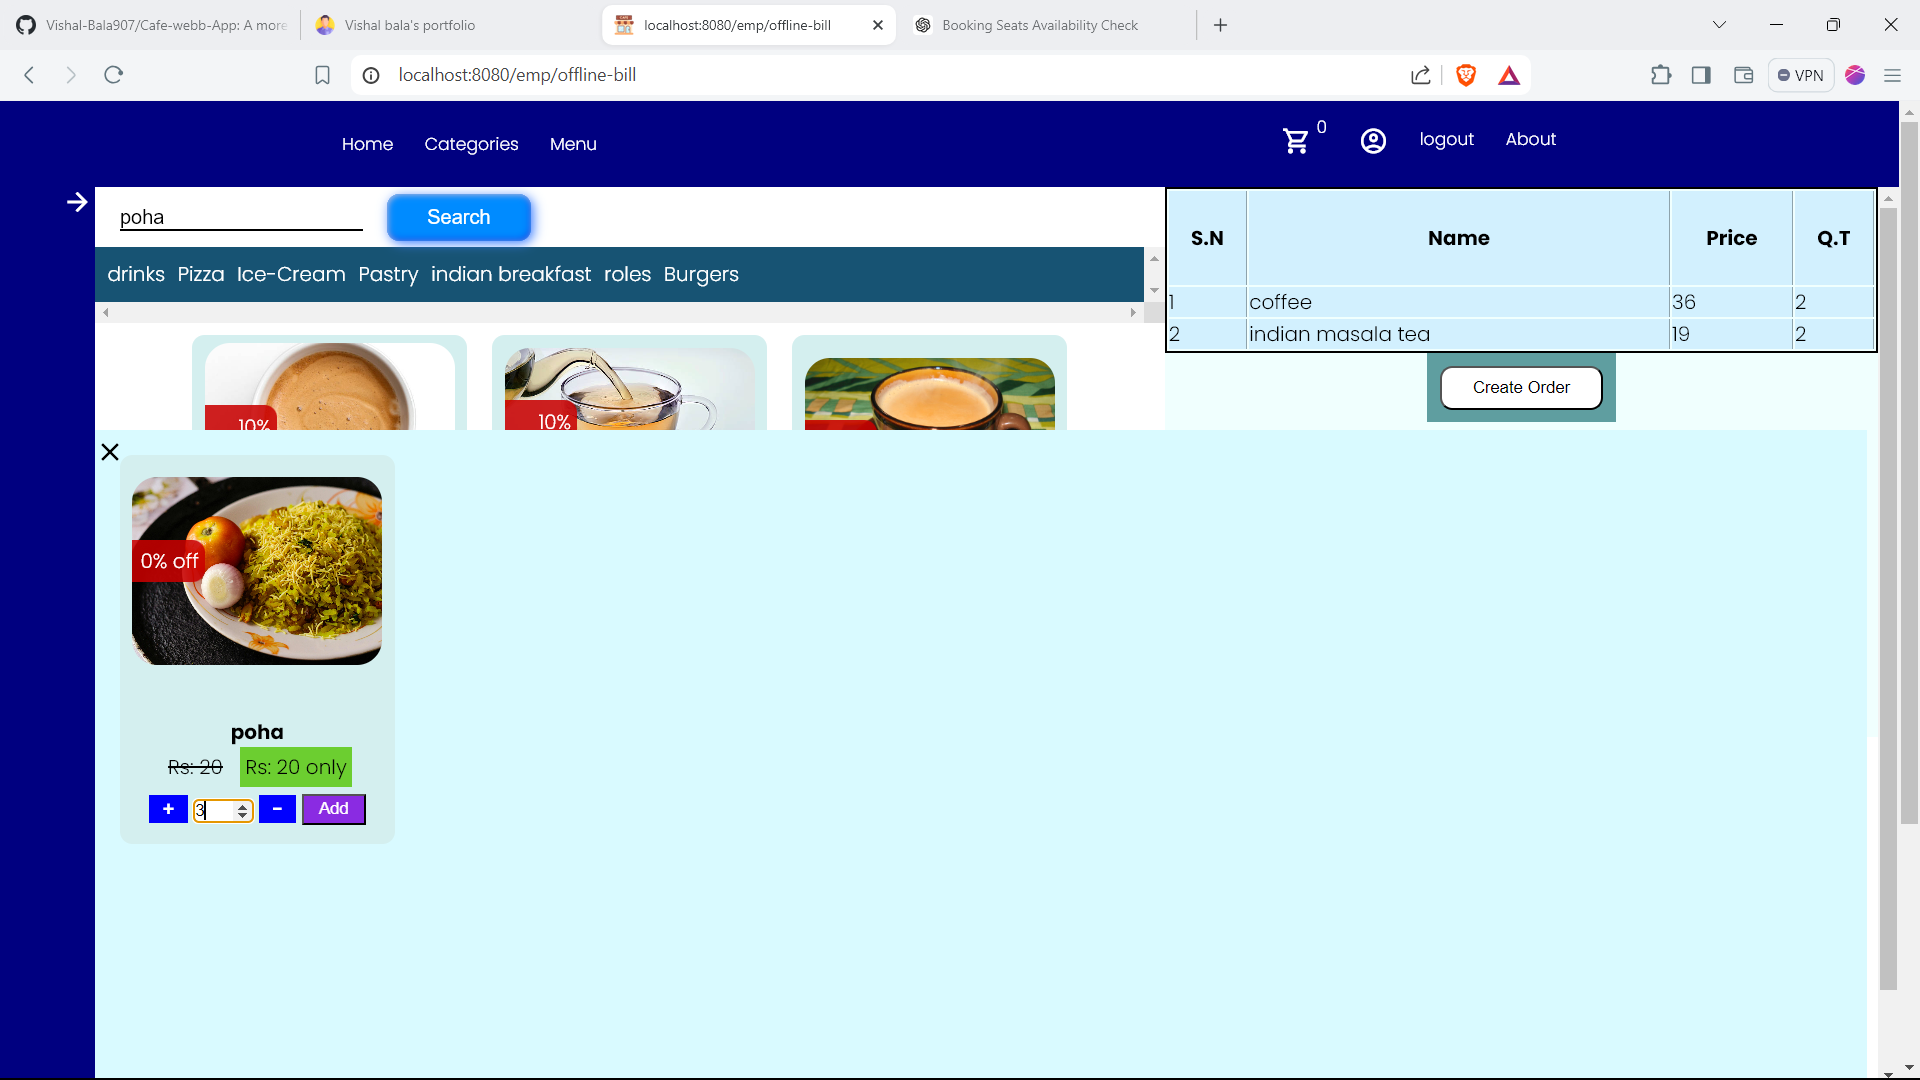 Vishal-Bala907/Cafe-webb-App: A more
Vishal bala's portfolio
localhost:8080/emp/offline-bill
Booking Seats Availability Check
localhost:8080/emp/offline-bill
VPN
Home Categories Menu
0
logout About
poha
Search
drinks Pizza Ice-Cream Pastry indian breakfast roles Burgers
S.N Name Price Q.T
1 coffee 36 2
2 indian masala tea 19 2
Create Order
10%
10%
0% off
poha
Rs: 20 Rs: 20 only
+ 3 - Add